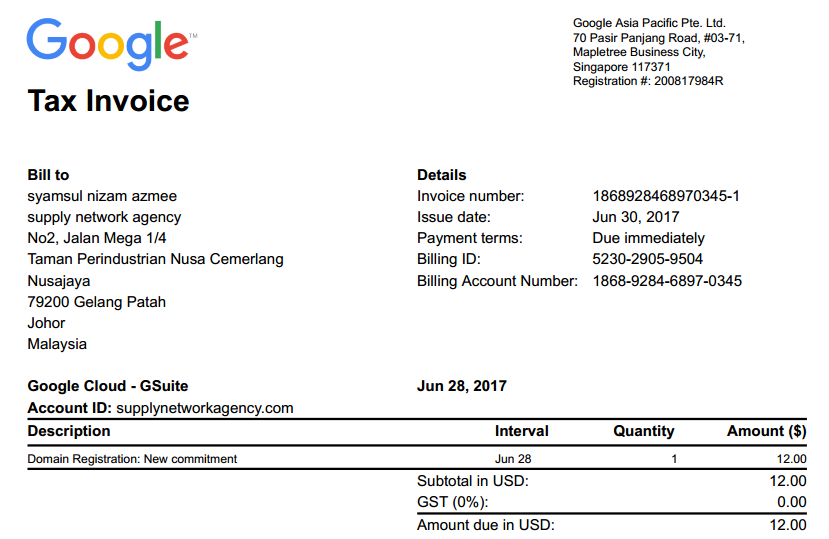 Google™
Google Asia Pacific Pte. Ltd.
70 Pasir Panjang Road, #03-71,
Mapletree Business City,
Singapore 117371
Registration #: 200817984R
Tax Invoice
Bill to
syamsul nizam azmee
supply network agency
No2, Jalan Mega 1/4
Taman Perindustrian Nusa Cemerlang
Nusajaya
79200 Gelang Patah
Johor
Malaysia
Details
Invoice number: 1868928468970345-1
Issue date: Jun 30, 2017
Payment terms: Due immediately
Billing ID: 5230-2905-9504
Billing Account Number: 1868-9284-6897-0345
Google Cloud - GSuite Jun 28, 2017
Account ID: supplynetworkagency.com
Description Interval Quantity Amount ($)
Domain Registration: New commitment Jun 28 1 12.00
Subtotal in USD: 12.00
GST (0%): 0.00
Amount due in USD: 12.00